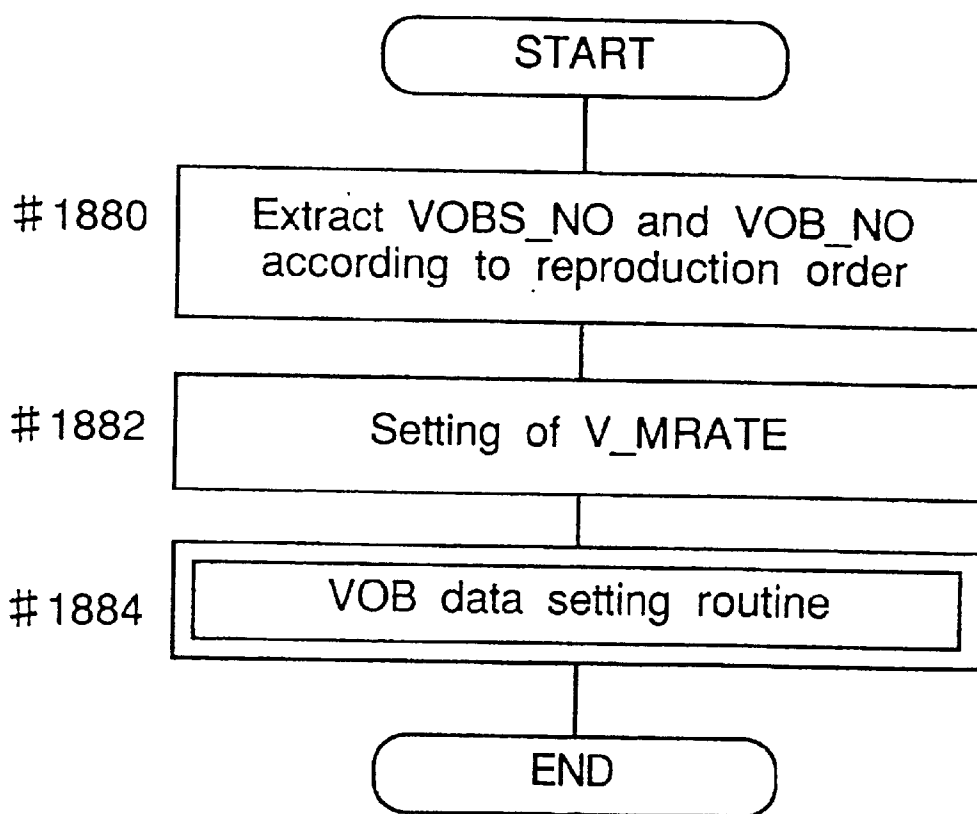 START
#1880
Extract VOBS_NO and VOB_NO
according to reproduction order
#1882
Setting of V_MRATE
#1884
VOB data setting routine
END